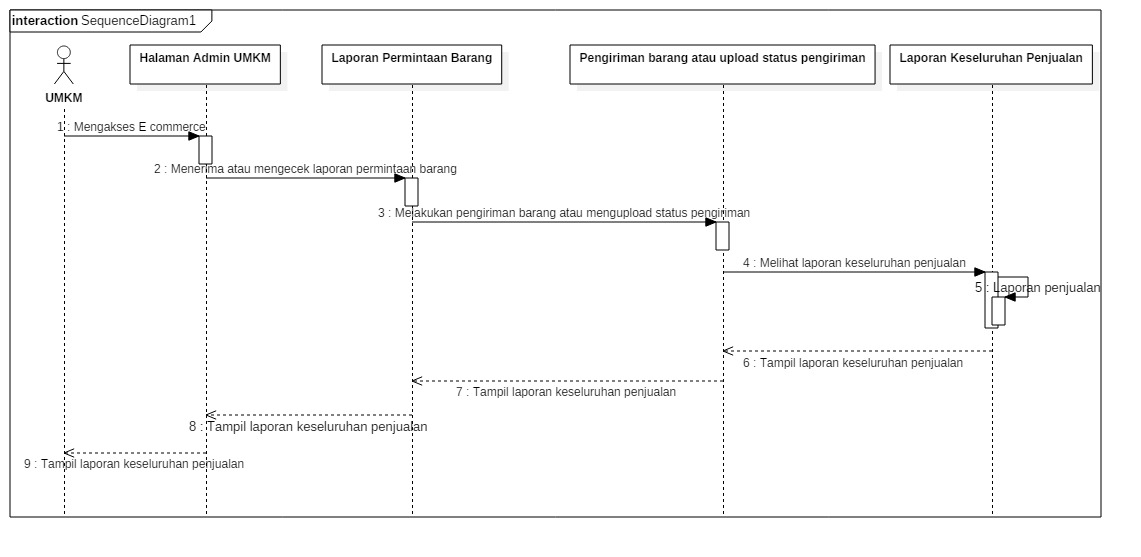 interaction SequenceDiagram1
UMKM
Halaman Admin UMKM
Laporan Permintaan Barang
Pengiriman barang atau upload status pengiriman
Laporan Keseluruhan Penjualan
1 : Mengakses E commerce
2 : Menerima atau mengecek laporan permintaan barang
3 : Melakukan pengiriman barang atau mengupload status pengiriman
4 : Melihat laporan keseluruhan penjualan
5 : Laporan penjualan
6 : Tampil laporan keseluruhan penjualan
7 : Tampil laporan keseluruhan penjualan
8 : Tampil laporan keseluruhan penjualan
9 : Tampil laporan keseluruhan penjualan